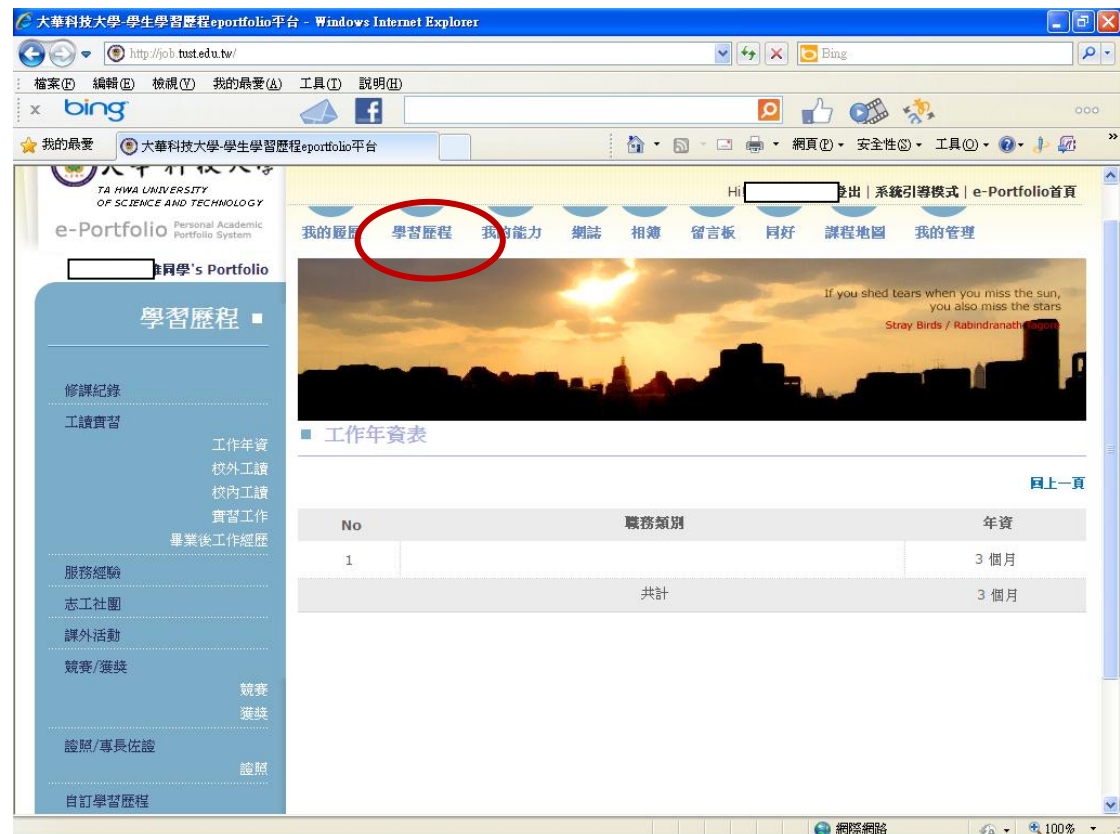 大華科技大學-學生學習歷程eportfolio平台 - Windows Internet Explorer
http://job.tust.edu.tw/
Bing
檔案(F) 編輯(E) 檢視(V) 我的最愛(A) 工具(T) 說明(H)
x bing
我的最愛 大華科技大學-學生學習歷程eportfolio平台 網頁(P) 安全性(S) 工具(O)
TA HWA UNIVERSITY
OF SCIENCE AND TECHNOLOGY
Hi! 登出 | 系統引導模式 | e-Portfolio首頁
e-Portfolio Personal Academic Portfolio System
我的履歷 學習歷程 我的能力 網誌 相簿 留言板 同好 課程地圖 我的管理
同學's Portfolio
If you shed tears when you miss the sun,
you also miss the stars
Stray Birds / Rabindranath Tagore
學習歷程
修課紀錄
工讀實習
工作年資
校外工讀
校內工讀
實習工作
畢業後工作經歷
服務經驗
志工社團
課外活動
競賽/獲獎
競賽
獲獎
證照/專長佐證
證照
自訂學習歷程
工作年資表
回上一頁
No 職務類別 年資
1 3 個月
共計 3 個月
網際網路 100%